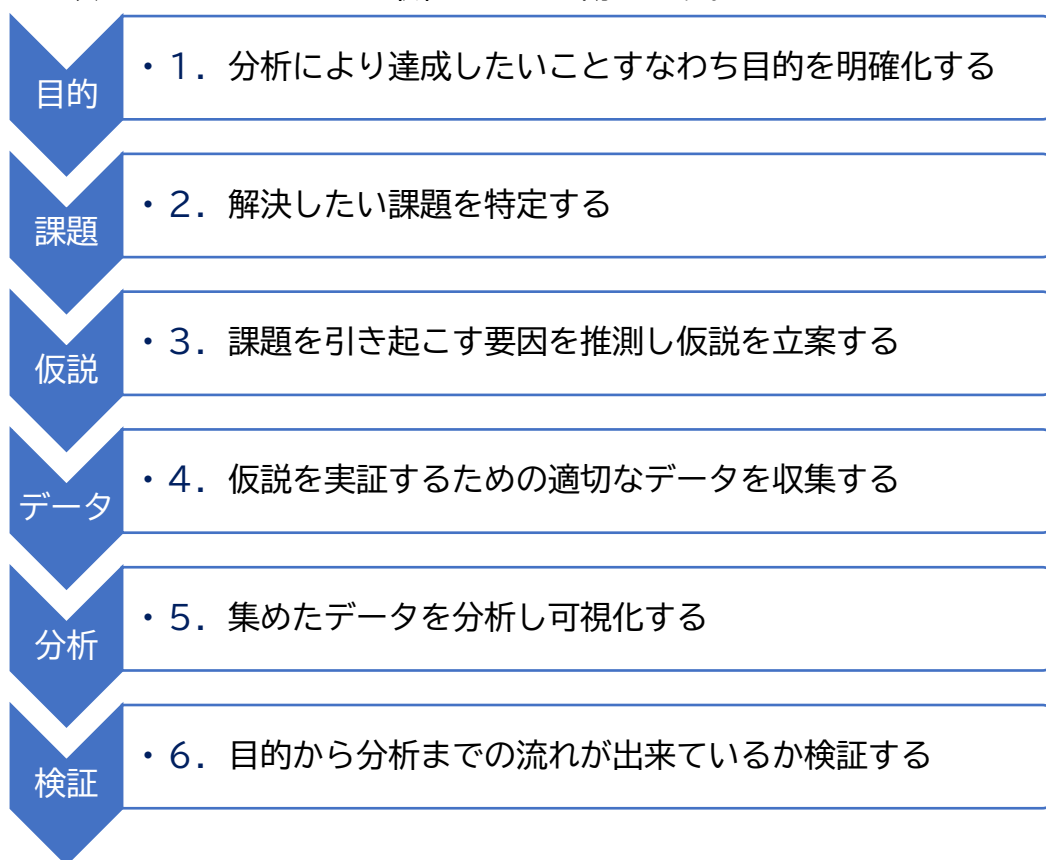 目的
・１．分析により達成したいことすなわち目的を明確化する
課題
・２．解決したい課題を特定する
仮説
・３．課題を引き起こす要因を推測し仮説を立案する
データ
・４．仮説を実証するための適切なデータを収集する
分析
・５．集めたデータを分析し可視化する
検証
・６．目的から分析までの流れが出来ているか検証する